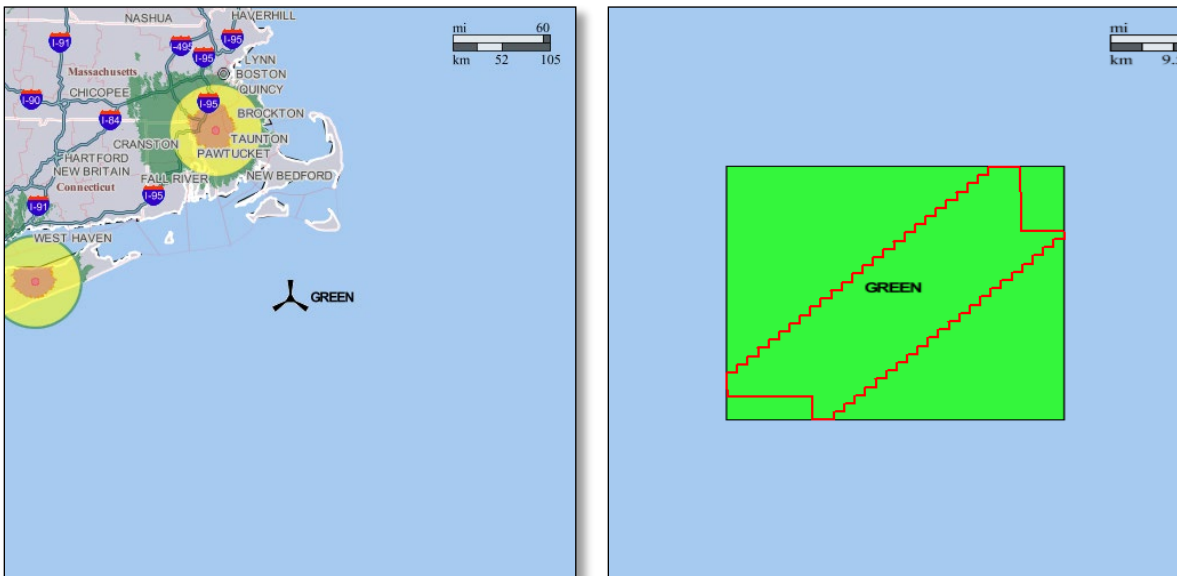 NASHUA
HAVERHILL
I-91
I-495
I-95
I-95
LYNN
Massachusetts
BOSTON
CHICOPEE
QUINCY
I-90
I-95
BROCKTON
I-84
CRANSTON
TAUNTON
PAWTUCKET
HARTFORD
NEW BRITAIN
FALL RIVER
NEW BEDFORD
Connecticut
I-95
I-91
WEST HAVEN
GREEN
mi 60
km 52 105
mi
km
GREEN